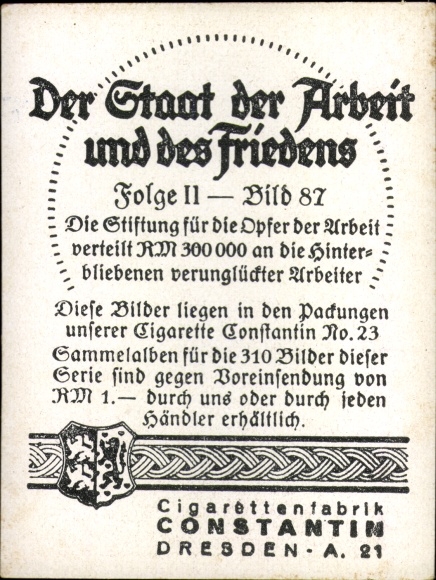 Der Staat der Arbeit
und des Friedens
Folge II — Bild 87
Die Stiftung für die Opfer der Arbeit
verteilt RM 300 000 an die Hinter-
bliebenen verunglückter Arbeiter
Diese Bilder liegen in den Packungen
unserer Cigarette Constantin No. 23
Sammelalben für die 310 Bilder dieser
Serie sind gegen Voreinsendung von
RM 1.— durch uns oder durch jeden
Händler erhältlich.
Cigarettenfabrik
CONSTANTIN
DRESDEN - A. 21